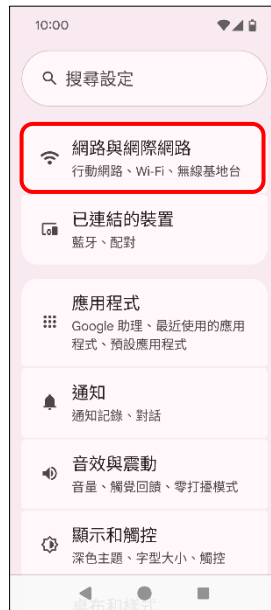 10:00
搜尋設定
網路與網際網路
行動網路、Wi-Fi、無線基地台
已連結的裝置
藍牙、配對
應用程式
Google 助理、最近使用的應用
程式、預設應用程式
通知
通知記錄、對話
音效與震動
音量、觸覺回饋、零打擾模式
顯示和觸控
深色主題、字型大小、觸控
桌布和樣式